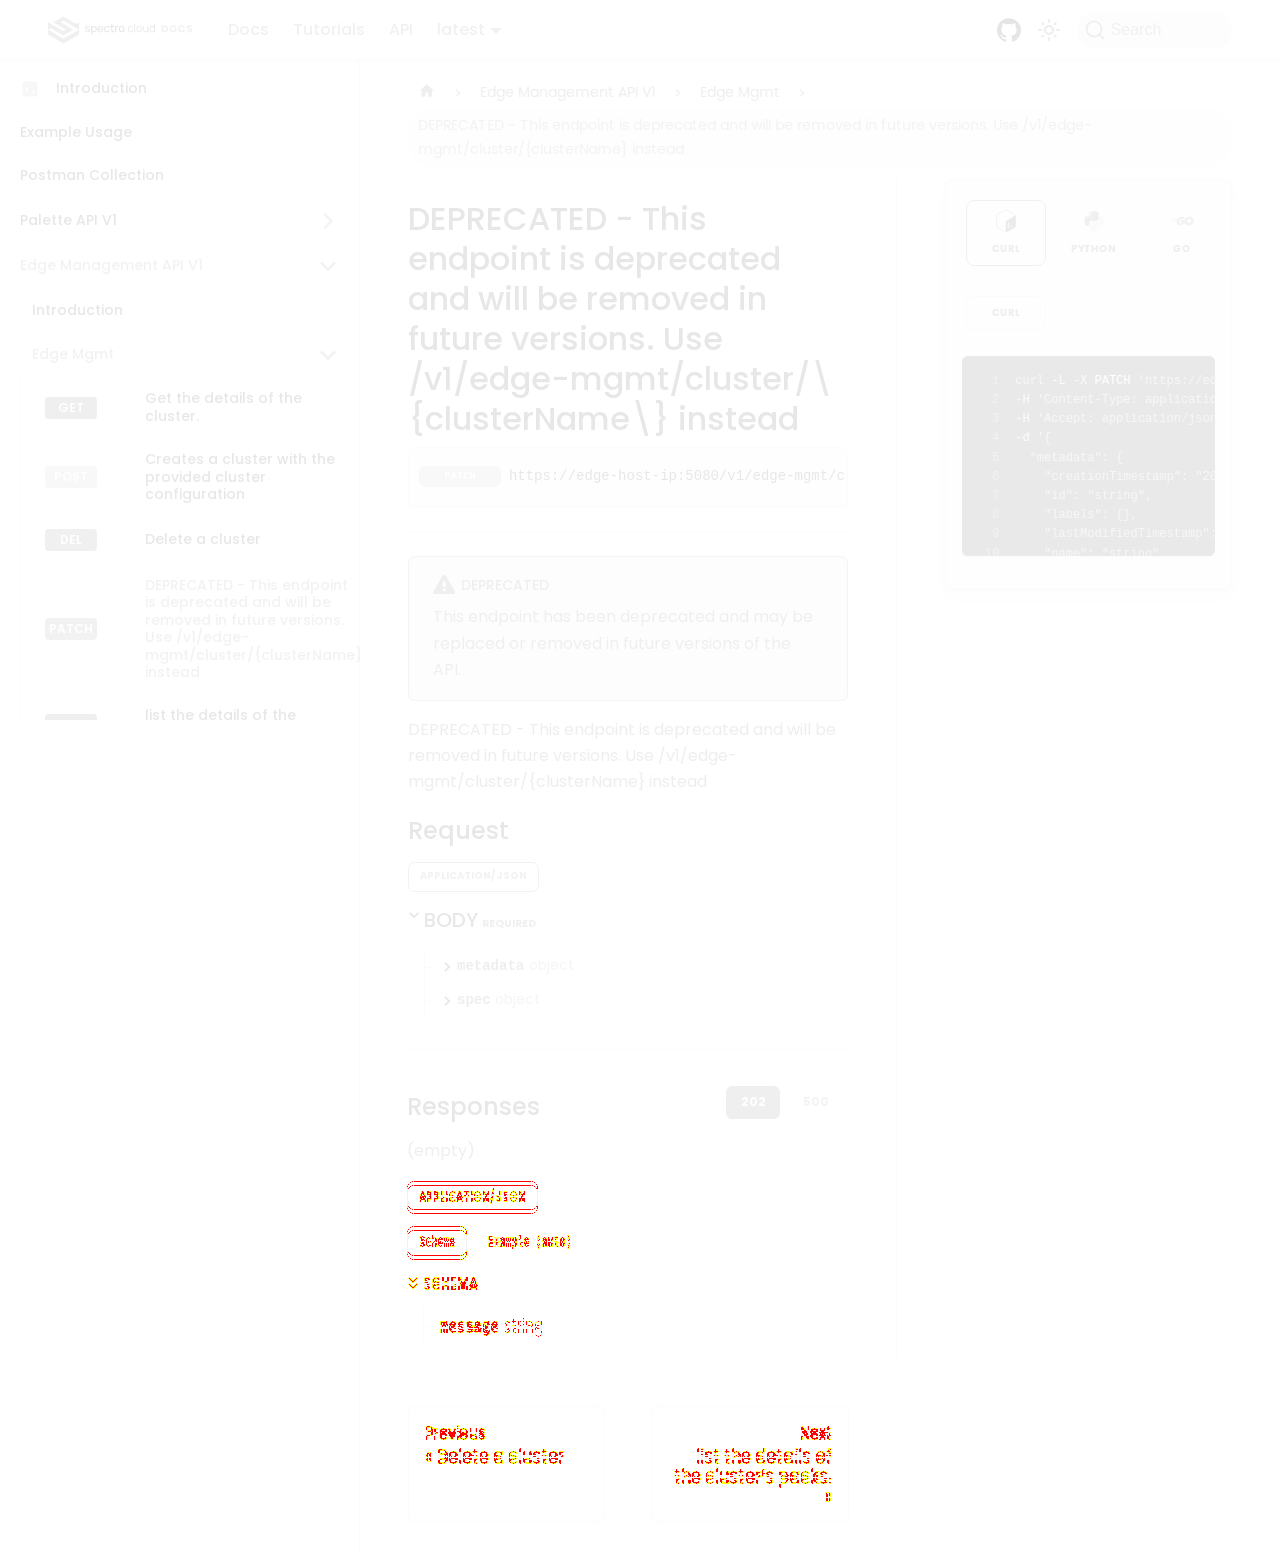 spectro cloud DOCS
Docs
Tutorials
API
latest
Search
Introduction
Example Usage
Postman Collection
Palette API V1
Edge Management API V1
Introduction
Edge Mgmt
GET
Get the details of the
cluster.
POST
Creates a cluster with the
provided cluster
configuration
DEL
Delete a cluster
PATCH
DEPRECATED - This endpoint
is deprecated and will be
removed in future versions.
Use /v1/edge-
mgmt/cluster/{clusterName}
instead
list the details of the
Edge Management API V1
Edge Mgmt
DEPRECATED - This endpoint is deprecated and will be removed in future versions. Use /v1/edge-
mgmt/cluster/{clusterName} instead
DEPRECATED - This
endpoint is deprecated
and will be removed in
future versions. Use
/v1/edge-mgmt/cluster/\
{clusterName\} instead
PATCH
https://edge-host-ip:5080/v1/edge-mgmt/c
DEPRECATED
This endpoint has been deprecated and may be
replaced or removed in future versions of the
API.
DEPRECATED - This endpoint is deprecated and will be
removed in future versions. Use /v1/edge-
mgmt/cluster/{clusterName} instead
Request
APPLICATION/JSON
BODY REQUIRED
metadata object
spec object
Responses
202
500
(empty)
APPLICATION/JSON
Schema
Example (auto)
SCHEMA
message string
Previous
« Delete a cluster
Next
list the details of
the cluster's packs.
»
CURL
PYTHON
GO
CURL
1 curl -L -X PATCH 'https://ed
2 -H 'Content-Type: applicatio
3 -H 'Accept: application/json
4 -d '{
5 "metadata": {
6 "creationTimestamp": "20
7 "id": "string",
8 "labels": {},
9 "lastModifiedTimestamp":
10 "name": "string"